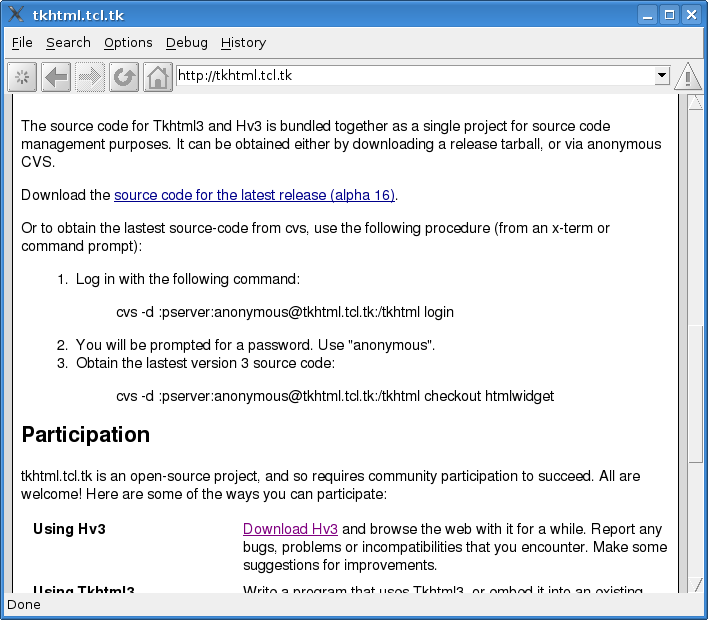 tkhtml.tcl.tk
File Search Options Debug History
http://tkhtml.tcl.tk
The source code for Tkhtml3 and Hv3 is bundled together as a single project for source code
management purposes. It can be obtained either by downloading a release tarball, or via anonymous
CVS.
Download the source code for the latest release (alpha 16).
Or to obtain the lastest source-code from cvs, use the following procedure (from an x-term or
command prompt):
1. Log in with the following command:
cvs -d :pserver:anonymous@tkhtml.tcl.tk:/tkhtml login
2. You will be prompted for a password. Use "anonymous".
3. Obtain the lastest version 3 source code:
cvs -d :pserver:anonymous@tkhtml.tcl.tk:/tkhtml checkout htmlwidget
Participation
tkhtml.tcl.tk is an open-source project, and so requires community participation to succeed. All are
welcome! Here are some of the ways you can participate:
Using Hv3 Download Hv3 and browse the web with it for a while. Report any
bugs, problems or incompatibilities that you encounter. Make some
suggestions for improvements.
Using Tkhtml3 Write a program that uses Tkhtml3, or embed it into an existing
Done